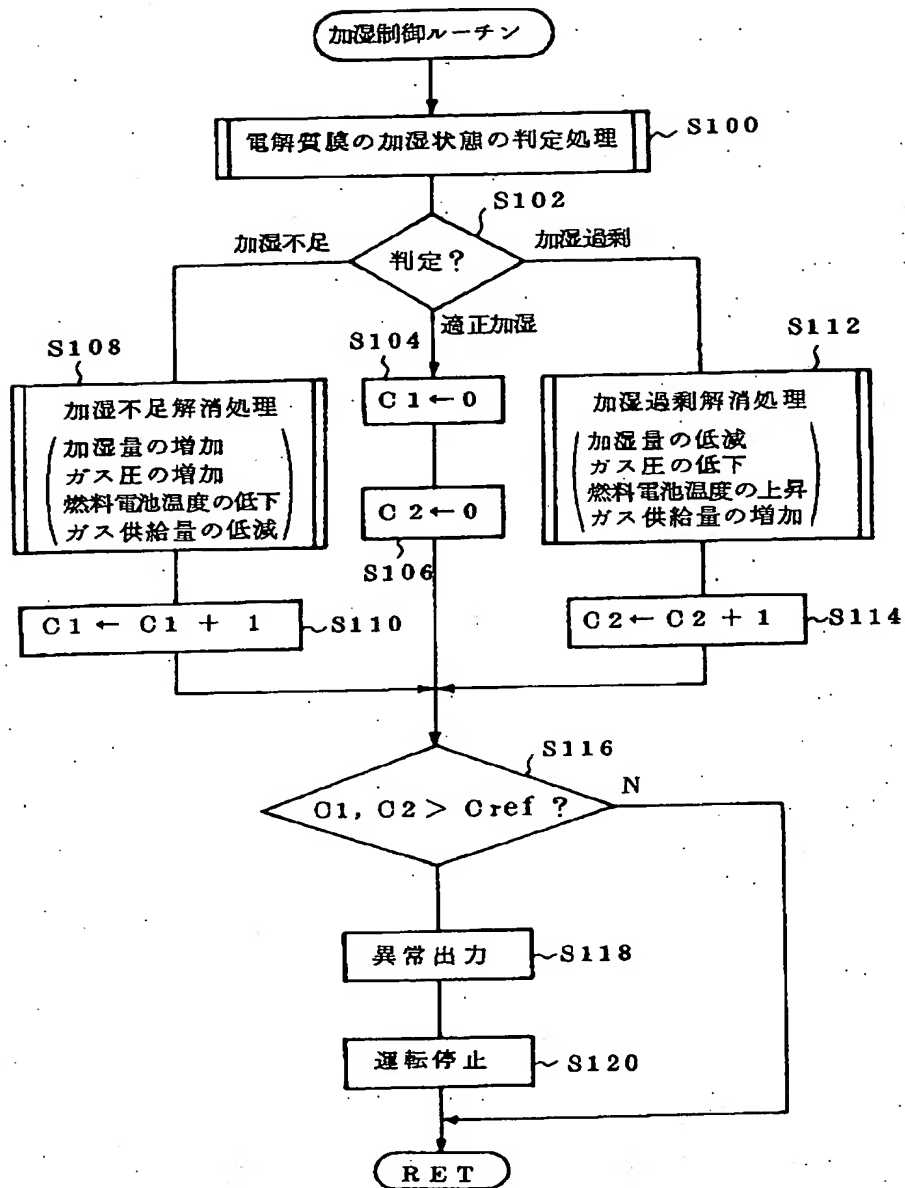 加湿制御ルーチン
電解質膜の加湿状態の判定処理
S100
S102
加湿不足
判定?
加湿過剰
適正加湿
S108
加湿不足解消処理
加湿量の増加
ガス圧の増加
燃料電池温度の低下
ガス供給量の低減
S104
C1←0
C2←0
S106
S112
加湿過剰解消処理
加湿量の低減
ガス圧の低下
燃料電池温度の上昇
ガス供給量の増加
C1 ← C1 + 1
S110
C2←C2+1
S114
S116
C1, C2 > Cref ?
N
異常出力
S118
運転停止
S120
RET